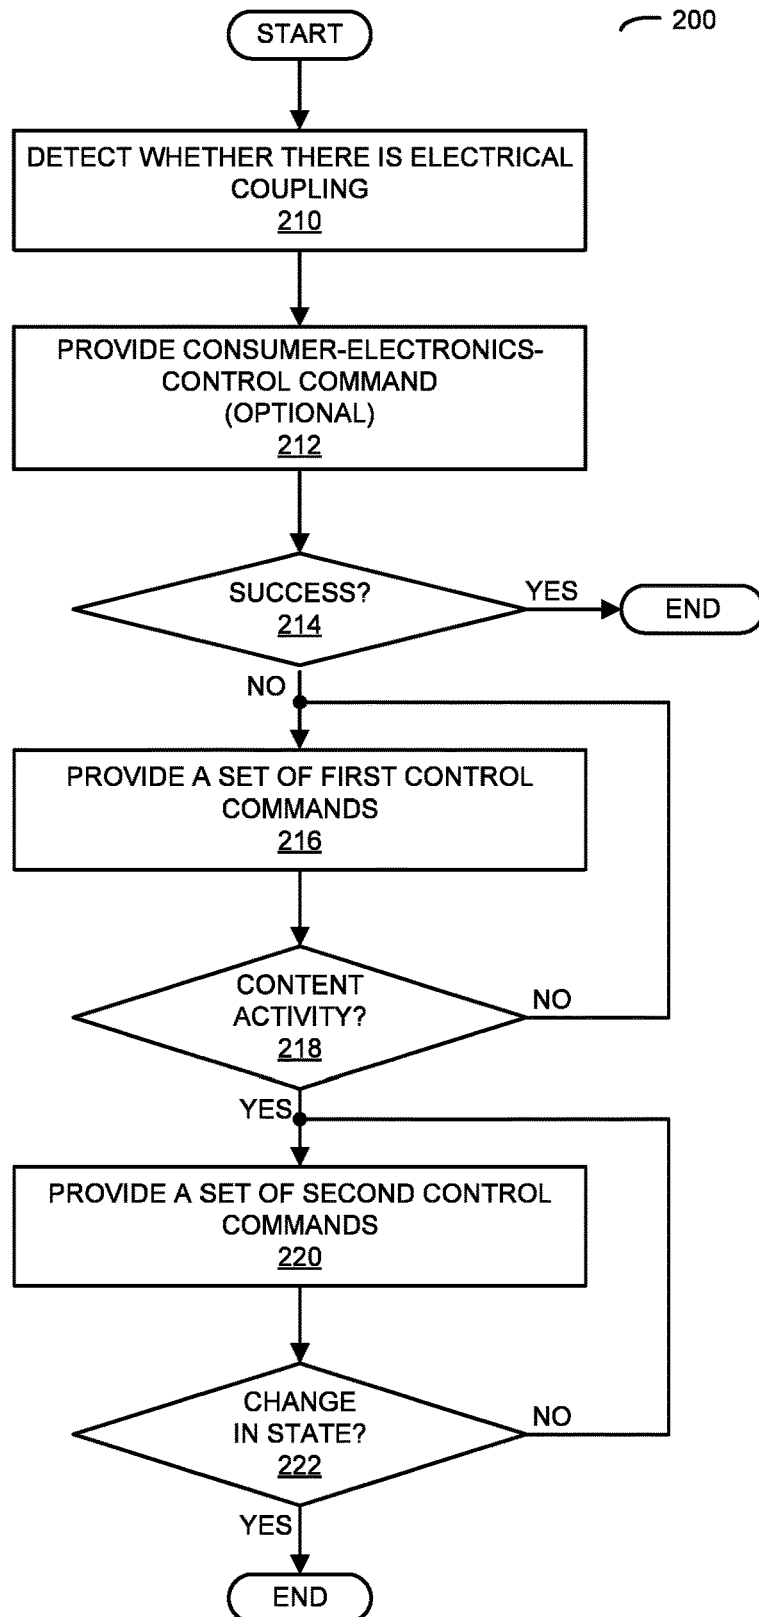 START
200
DETECT WHETHER THERE IS ELECTRICAL
COUPLING
210
PROVIDE CONSUMER-ELECTRONICS-
CONTROL COMMAND
(OPTIONAL)
212
SUCCESS?
214
YES
END
NO
PROVIDE A SET OF FIRST CONTROL
COMMANDS
216
CONTENT
ACTIVITY?
218
NO
YES
PROVIDE A SET OF SECOND CONTROL
COMMANDS
220
CHANGE
IN STATE?
222
NO
YES
END